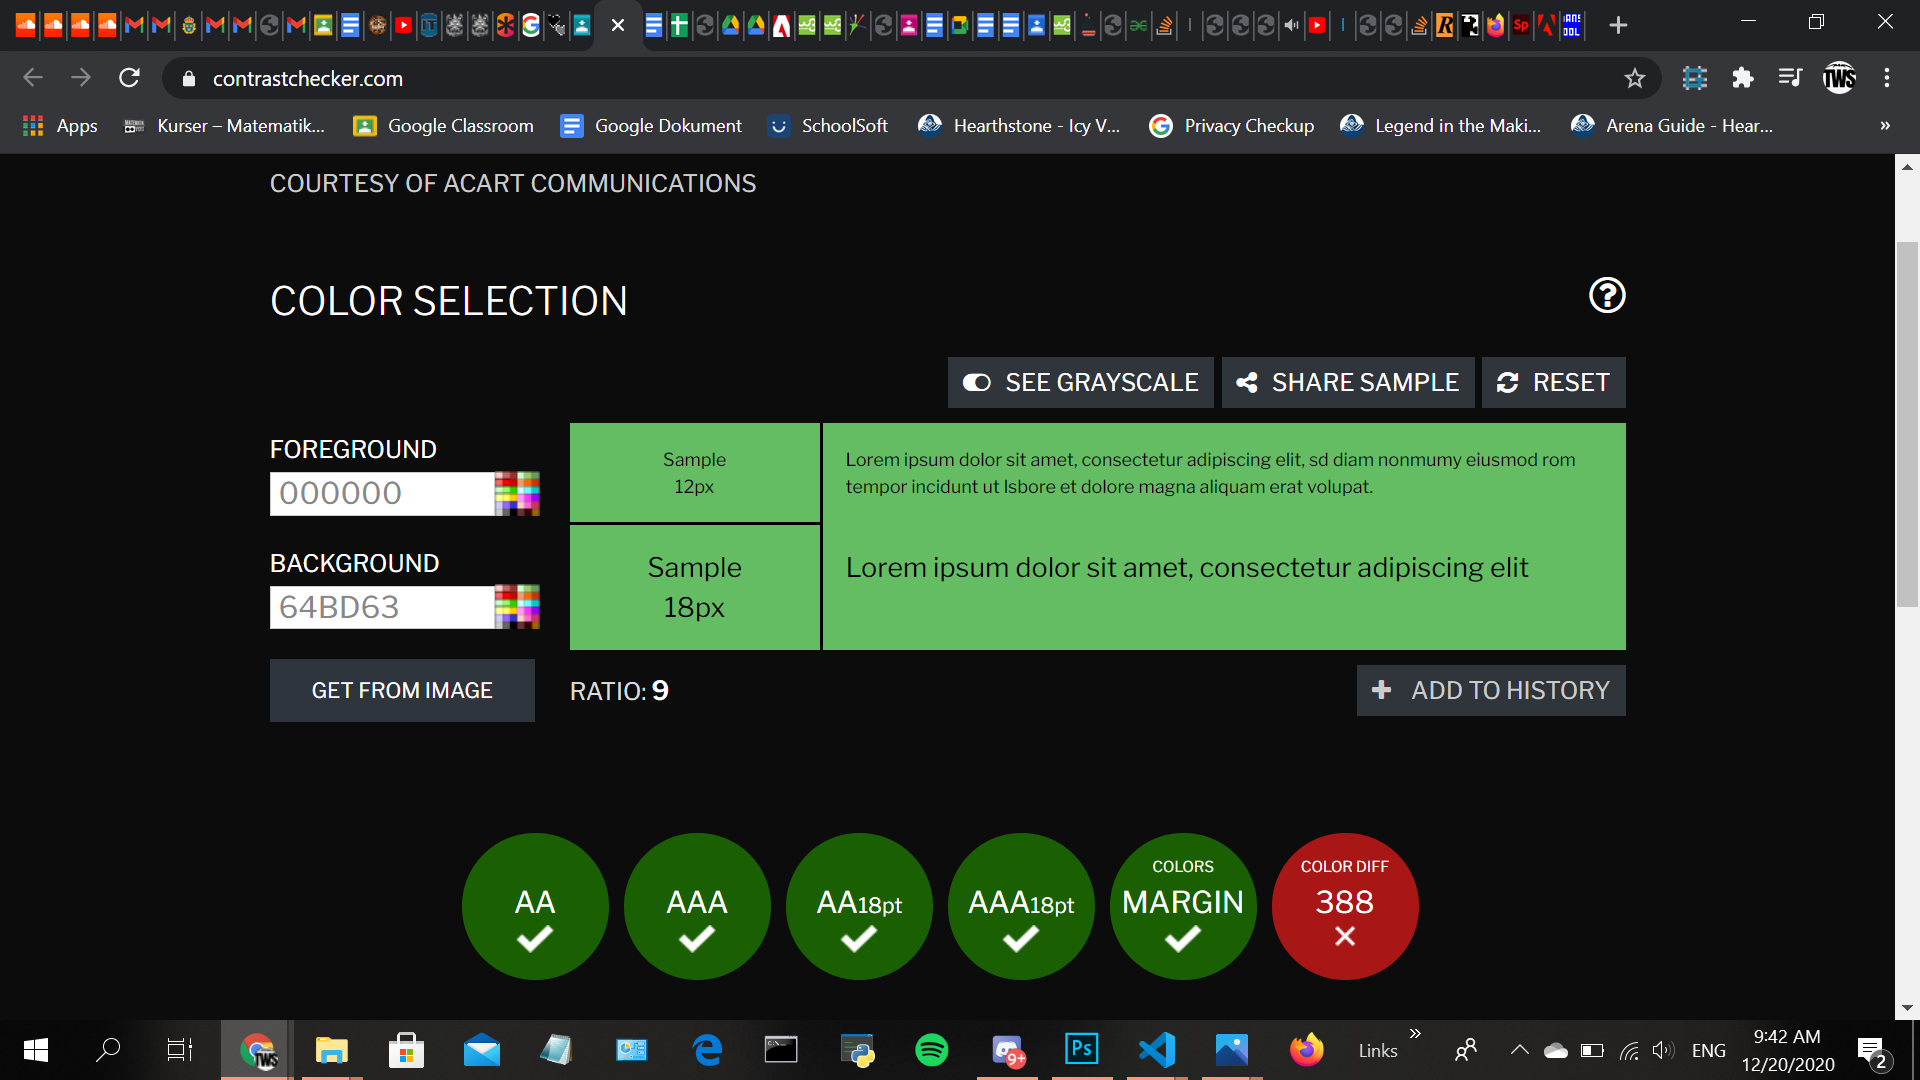 contrastchecker.com
Apps
Kurser – Matematik...
Google Classroom
Google Dokument
SchoolSoft
Hearthstone - Icy V...
Privacy Checkup
Legend in the Maki...
Arena Guide - Hear...
»
COURTESY OF ACART COMMUNICATIONS
COLOR SELECTION
SEE GRAYSCALE
SHARE SAMPLE
RESET
FOREGROUND
000000
BACKGROUND
64BD63
GET FROM IMAGE
Sample
12px
Lorem ipsum dolor sit amet, consectetur adipiscing elit, sd diam nonmumy eiusmod rom
tempor incidunt ut lsbore et dolore magna aliquam erat volupat.
Sample
18px
Lorem ipsum dolor sit amet, consectetur adipiscing elit
RATIO: 9
ADD TO HISTORY
AA
AAA
AA18pt
AAA18pt
COLORS
MARGIN
COLOR DIFF
388
TWS
9+
Ps
Links
»
ENG
9:42 AM
12/20/2020
2